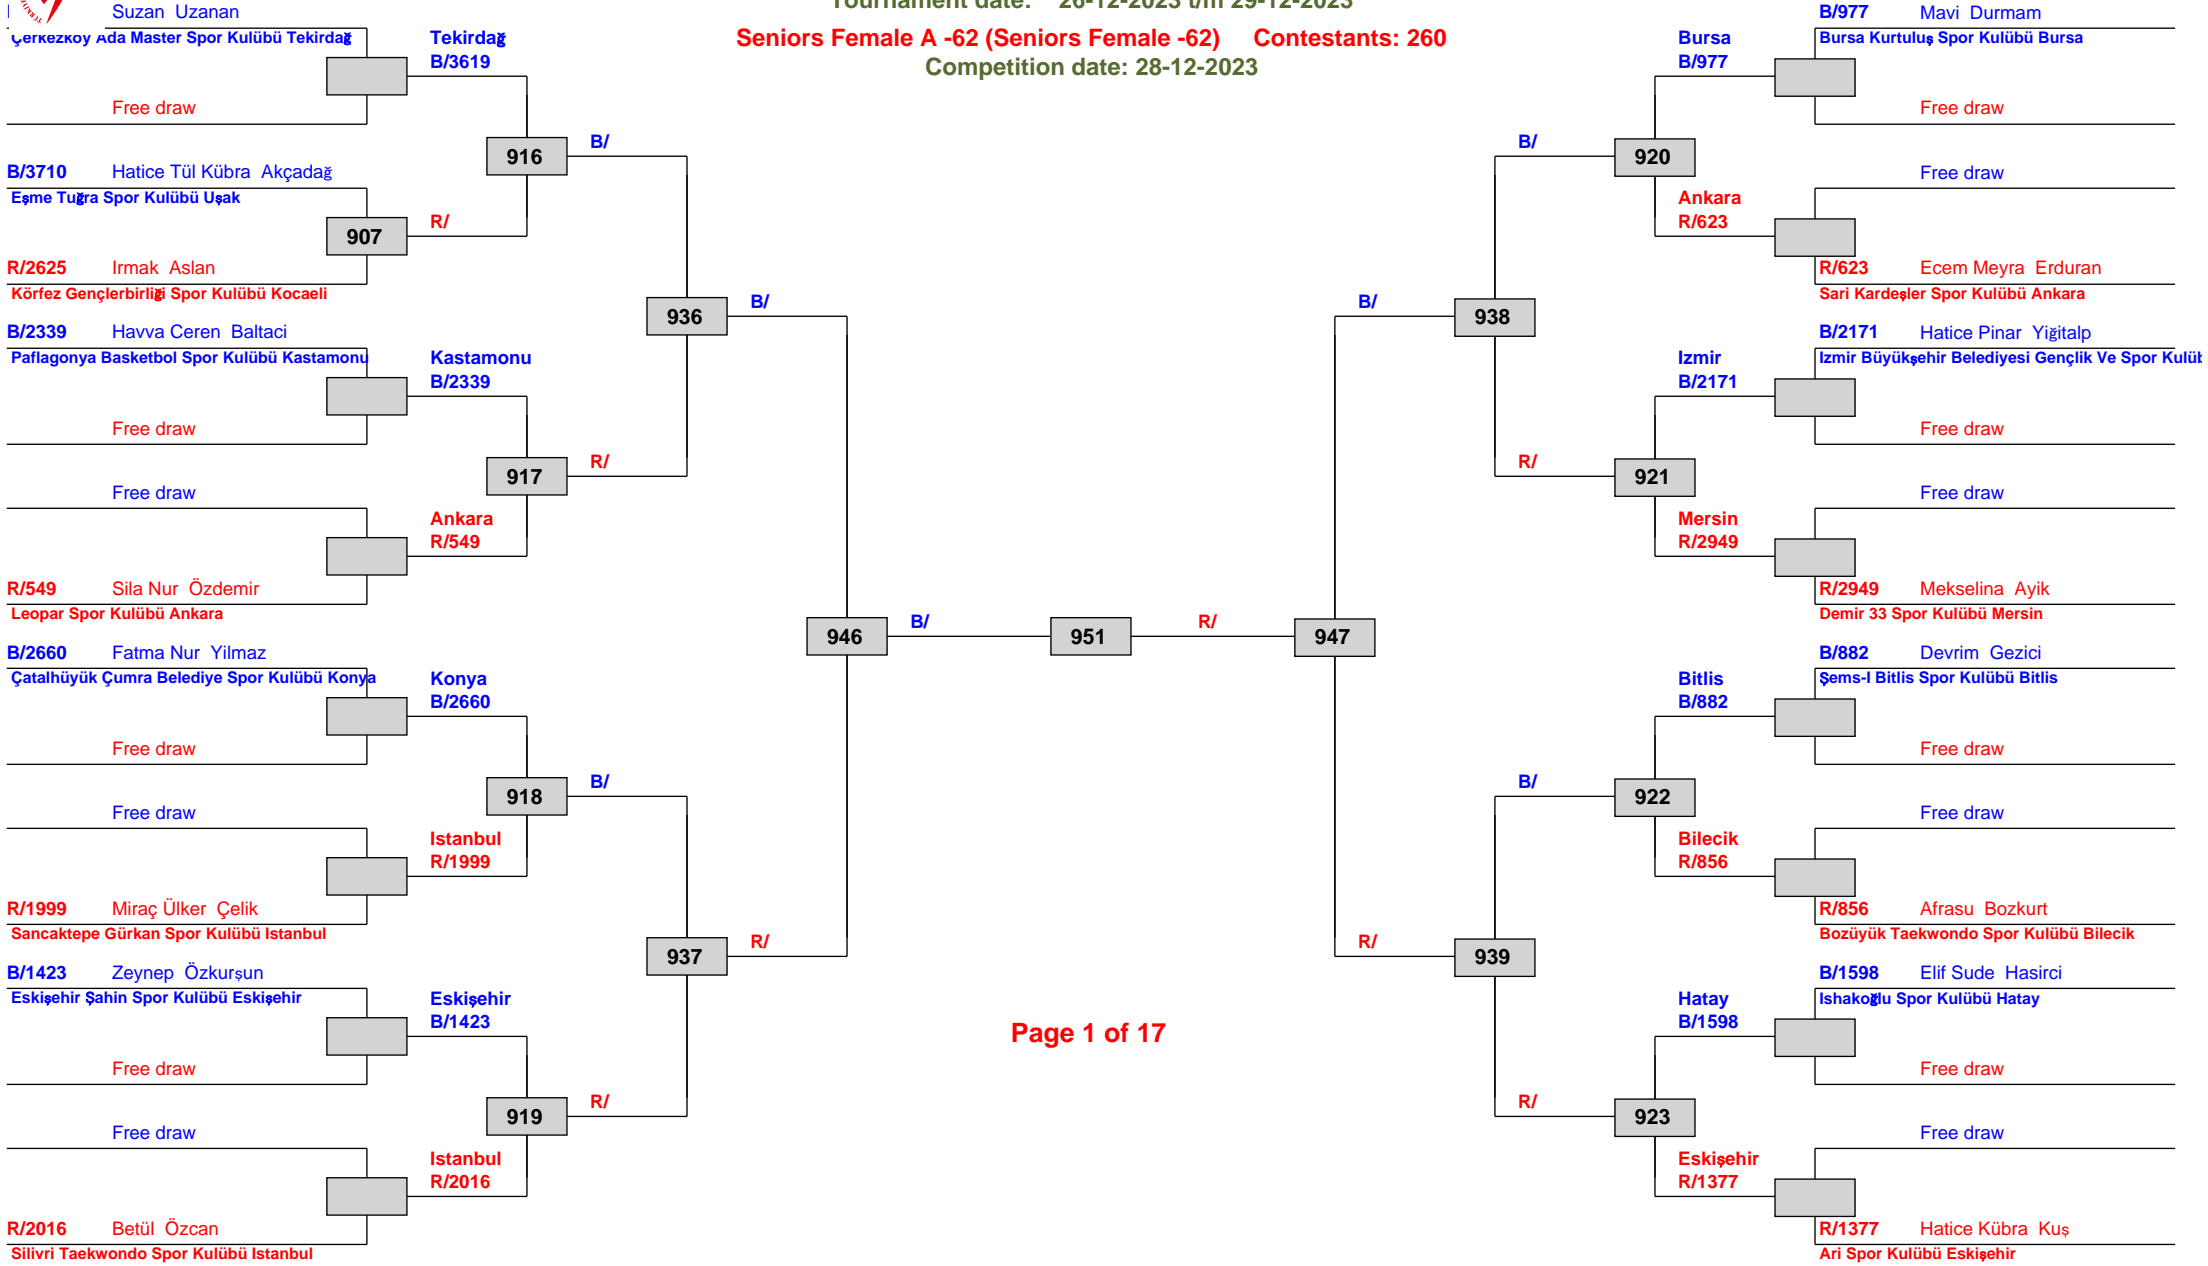 Tournament date: 26-12-2023 t/m 29-12-2023
Seniors Female A -62 (Seniors Female -62) Contestants: 260
Competition date: 28-12-2023
Suzan Uzanan
Çerkezköy Ada Master Spor Kulübü Tekirdağ
Tekirdağ
B/3619
Free draw
916
B/
B/3710 Hatice Tül Kübra Akçadağ
Eşme Tuğra Spor Kulübü Uşak
907
R/
R/2625 Irmak Aslan
Körfez Gençlerbirliği Spor Kulübü Kocaeli
936
B/
B/2339 Havva Ceren Baltaci
Paflagonya Basketbol Spor Kulübü Kastamonu
Kastamonu
B/2339
Free draw
917
R/
Free draw
Ankara
R/549
R/549 Sila Nur Özdemir
Leopar Spor Kulübü Ankara
946
B/
951
R/
947
B/2660 Fatma Nur Yilmaz
Çatalhüyük Çumra Belediye Spor Kulübü Konya
Konya
B/2660
Free draw
918
B/
Free draw
Istanbul
R/1999
R/1999 Miraç Ülker Çelik
Sancaktepe Gürkan Spor Kulübü Istanbul
937
R/
B/1423 Zeynep Özkurşun
Eskişehir Şahin Spor Kulübü Eskişehir
Eskişehir
B/1423
Free draw
919
R/
Free draw
Istanbul
R/2016
R/2016 Betül Özcan
Silivri Taekwondo Spor Kulübü Istanbul
B/977 Mavi Durmam
Bursa Kurtuluş Spor Kulübü Bursa
Bursa
B/977
Free draw
B/
920
Free draw
Ankara
R/623
R/623 Ecem Meyra Erduran
Sari Kardeşler Spor Kulübü Ankara
B/
938
B/2171 Hatice Pinar Yiğitalp
Izmir Büyükşehir Belediyesi Gençlik Ve Spor Kulüb
Izmir
B/2171
Free draw
R/
921
Free draw
Mersin
R/2949
R/2949 Mekselina Ayik
Demir 33 Spor Kulübü Mersin
B/882 Devrim Gezici
Şems-I Bitlis Spor Kulübü Bitlis
Bitlis
B/882
Free draw
B/
922
Free draw
Bilecik
R/856
R/856 Afrasu Bozkurt
Bozüyük Taekwondo Spor Kulübü Bilecik
R/
939
B/1598 Elif Sude Hasirci
Ishakoğlu Spor Kulübü Hatay
Hatay
B/1598
Free draw
R/
923
Free draw
Eskişehir
R/1377
R/1377 Hatice Kübra Kuş
Ari Spor Kulübü Eskişehir
Page 1 of 17